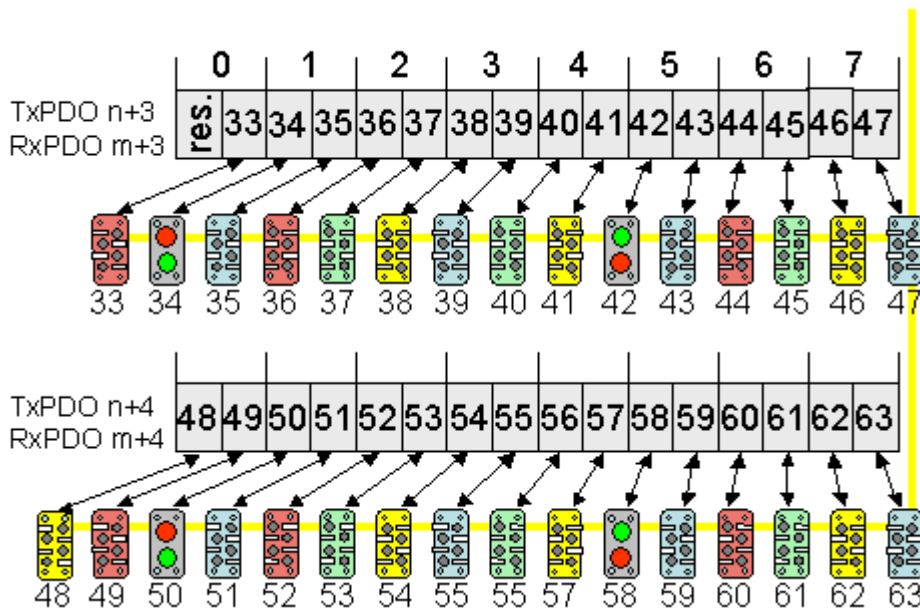 0 1 2 3 4 5 6 7
TxPDO n+3
RxPDO m+3
res. 33 34 35 36 37 38 39 40 41 42 43 44 45 46 47
33 34 35 36 37 38 39 40 41 42 43 44 45 46 47
TxPDO n+4
RxPDO m+4
48 49 50 51 52 53 54 55 56 57 58 59 60 61 62 63
48 49 50 51 52 53 54 55 55 57 58 59 60 61 62 63